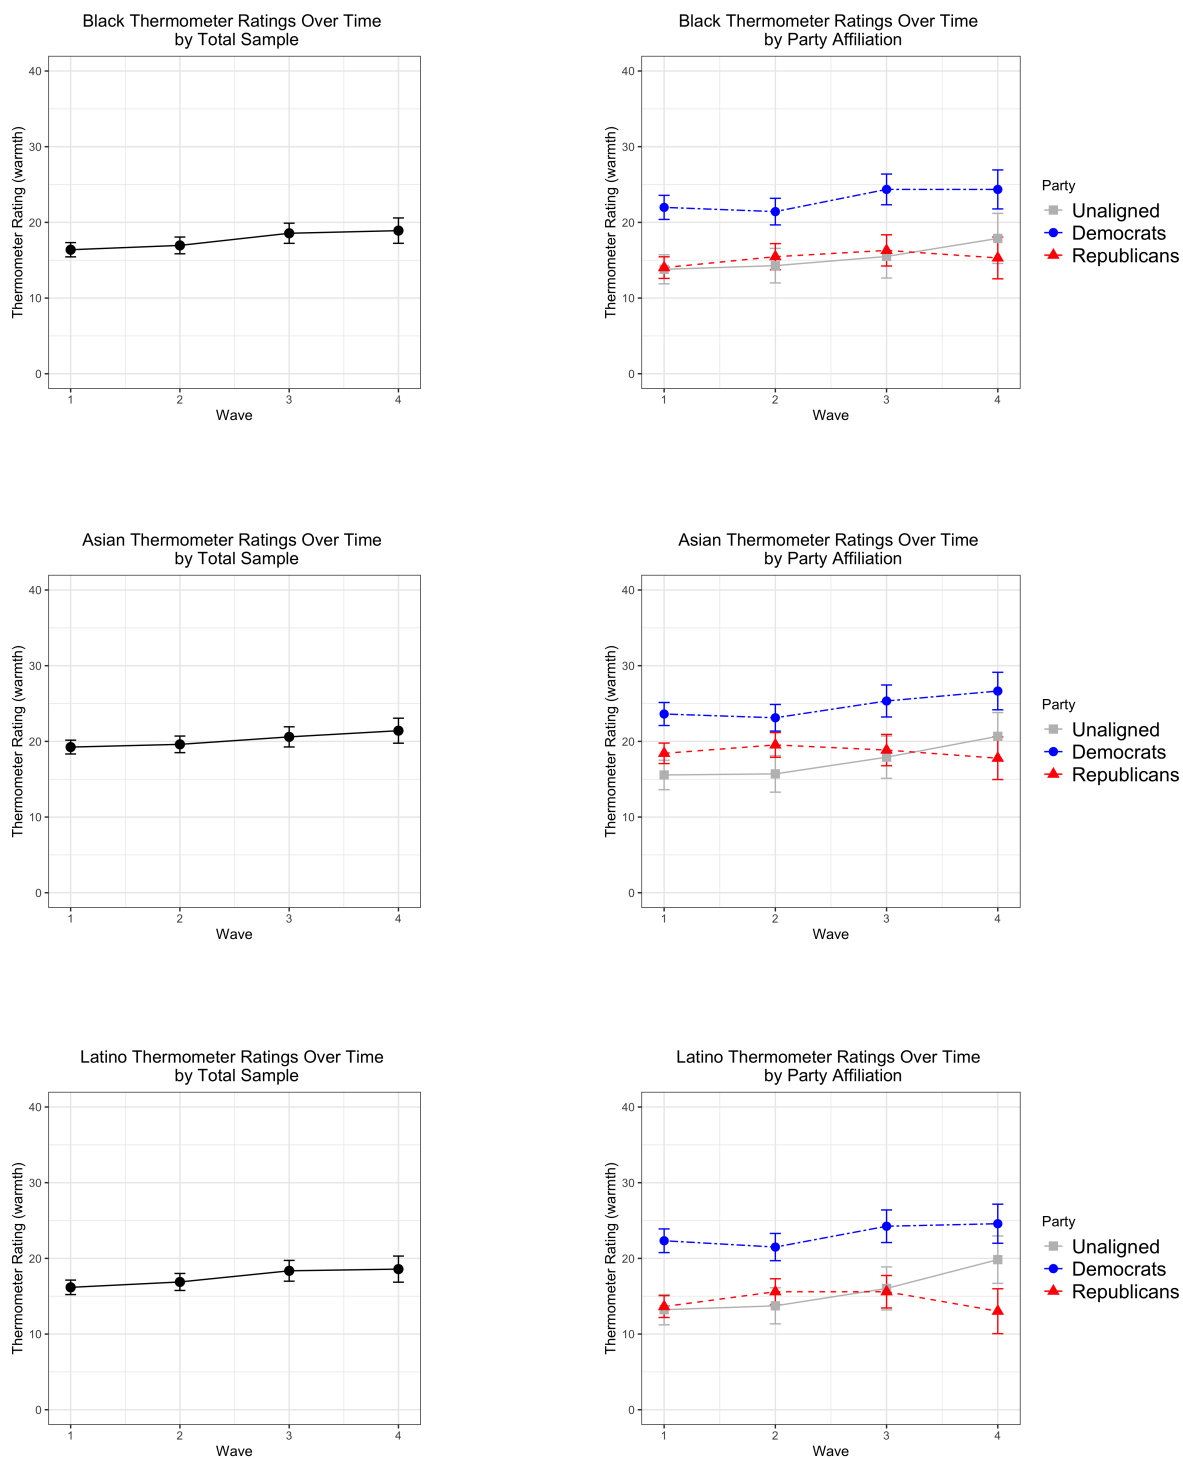 Black Thermometer Ratings Over Time
by Total Sample
40
30
20
10
0
Thermometer Rating (warmth)
1 2 3 4
Wave
Black Thermometer Ratings Over Time
by Party Affiliation
40
30
20
10
0
Thermometer Rating (warmth)
1 2 3 4
Wave
Party
Unaligned
Democrats
Republicans
Asian Thermometer Ratings Over Time
by Total Sample
40
30
20
10
0
Thermometer Rating (warmth)
1 2 3 4
Wave
Asian Thermometer Ratings Over Time
by Party Affiliation
40
30
20
10
0
Thermometer Rating (warmth)
1 2 3 4
Wave
Party
Unaligned
Democrats
Republicans
Latino Thermometer Ratings Over Time
by Total Sample
40
30
20
10
0
Thermometer Rating (warmth)
1 2 3 4
Wave
Latino Thermometer Ratings Over Time
by Party Affiliation
40
30
20
10
0
Thermometer Rating (warmth)
1 2 3 4
Wave
Party
Unaligned
Democrats
Republicans